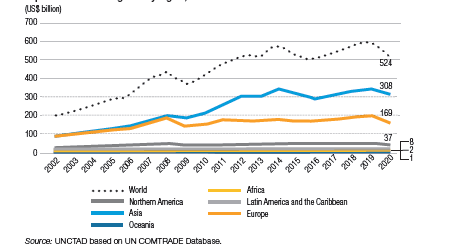 (US$ billion)
700
600
524
500
400
308
300
200
169
100
37
8
2
1
0
2002 2003 2004 2005 2006 2007 2008 2009 2010 2011 2012 2013 2014 2015 2016 2017 2018 2019 2020
World
Africa
Northern America
Latin America and the Caribbean
Asia
Europe
Oceania
Source: UNCTAD based on UN COMTRADE Database.